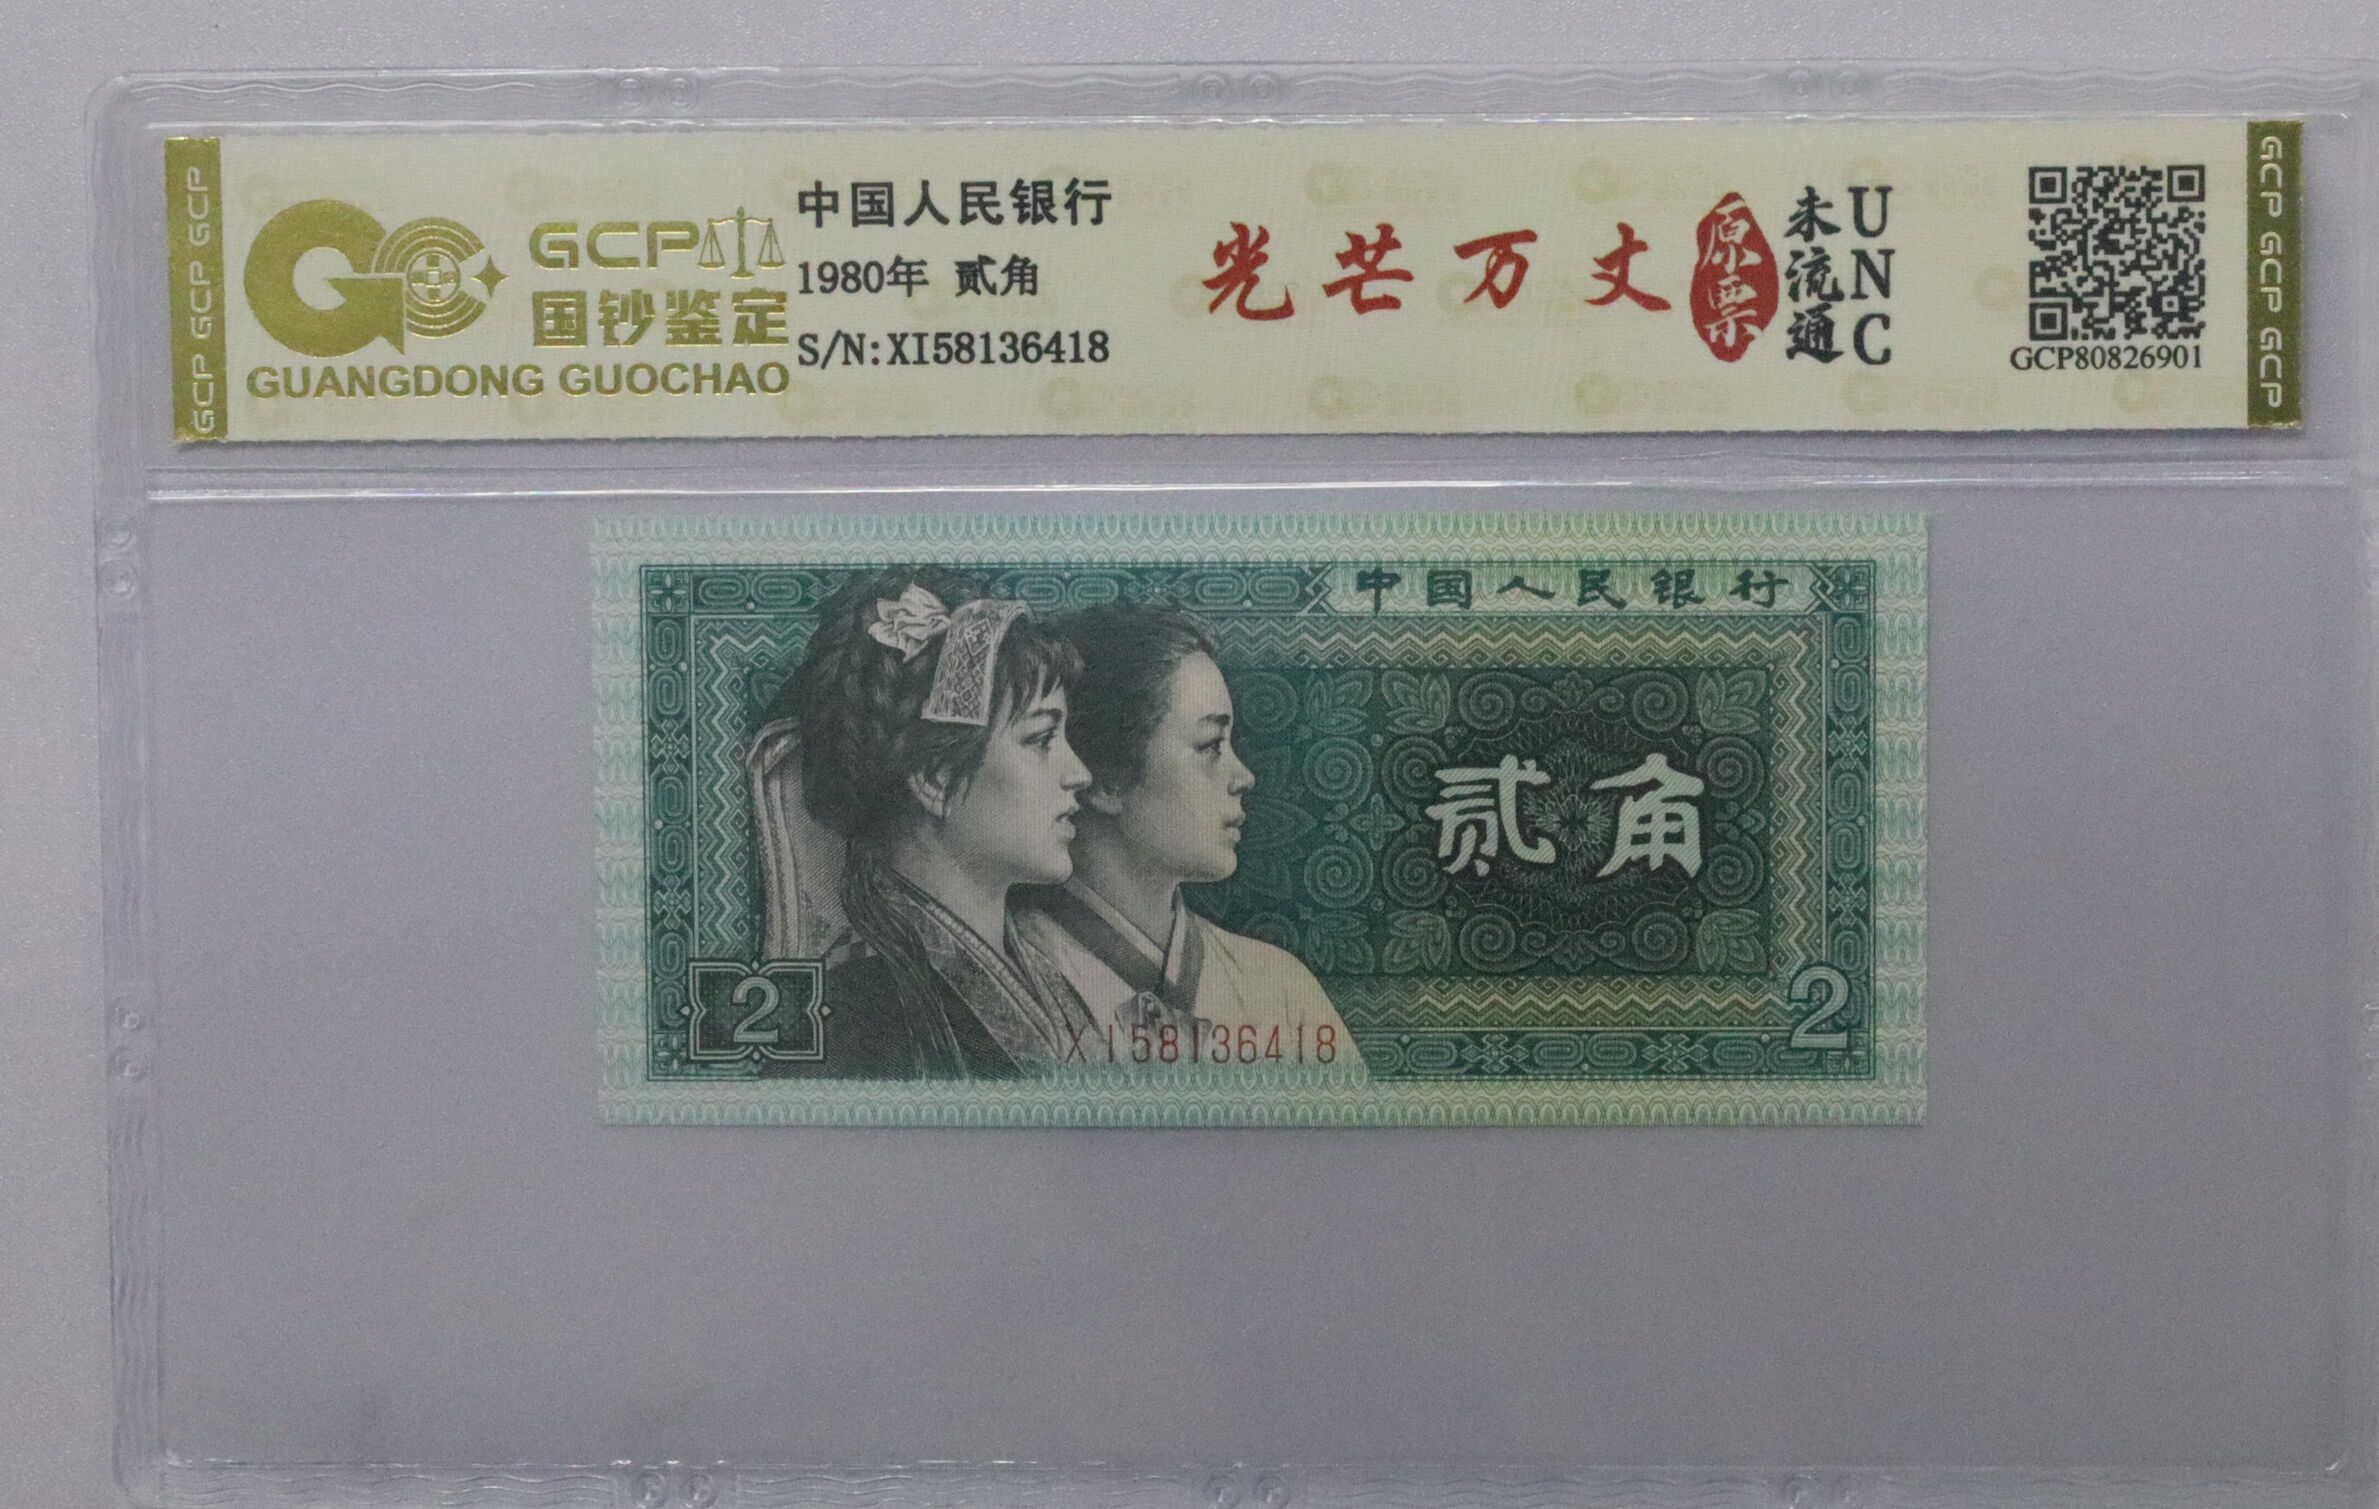 GCP GCP GCP
GCP
国钞鉴定
GUANGDONG GUOCHAO
中国人民银行
1980年 贰角
S/N:XI58136418
光芒万丈
原票
未流通
UNC
GCP80826901
GCP GCP GCP
中国人民银行
贰角
2
2
XI58136418